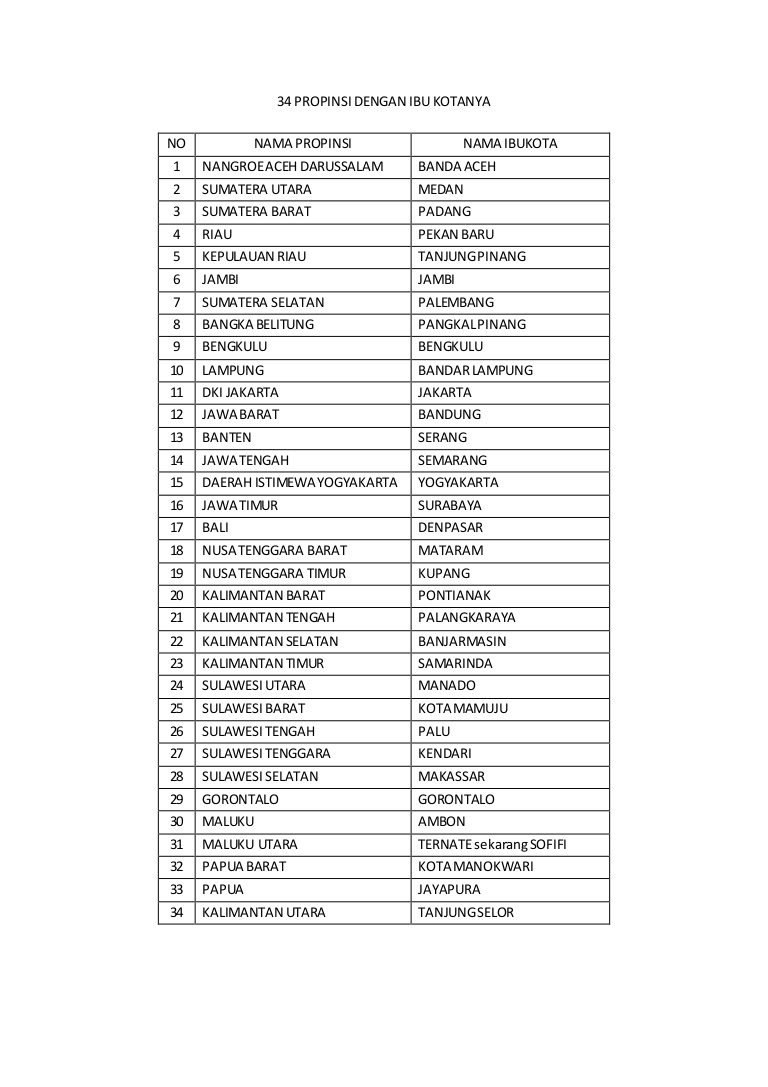 34 PROPINSI DENGAN IBU KOTANYA
NO NAMA PROPINSI NAMA IBUKOTA
1 NANGROE ACEH DARUSSALAM BANDA ACEH
2 SUMATERA UTARA MEDAN
3 SUMATERA BARAT PADANG
4 RIAU PEKAN BARU
5 KEPULAUAN RIAU TANJUNG PINANG
6 JAMBI JAMBI
7 SUMATERA SELATAN PALEMBANG
8 BANGKA BELITUNG PANGKAL PINANG
9 BENGKULU BENGKULU
10 LAMPUNG BANDAR LAMPUNG
11 DKI JAKARTA JAKARTA
12 JAWA BARAT BANDUNG
13 BANTEN SERANG
14 JAWA TENGAH SEMARANG
15 DAERAH ISTIMEWA YOGYAKARTA YOGYAKARTA
16 JAWA TIMUR SURABAYA
17 BALI DENPASAR
18 NUSA TENGGARA BARAT MATARAM
19 NUSA TENGGARA TIMUR KUPANG
20 KALIMANTAN BARAT PONTIANAK
21 KALIMANTAN TENGAH PALANGKARAYA
22 KALIMANTAN SELATAN BANJARMASIN
23 KALIMANTAN TIMUR SAMARINDA
24 SULAWESI UTARA MANADO
25 SULAWESI BARAT KOTA MAMUJU
26 SULAWESI TENGAH PALU
27 SULAWESI TENGGARA KENDARI
28 SULAWESI SELATAN MAKASSAR
29 GORONTALO GORONTALO
30 MALUKU AMBON
31 MALUKU UTARA TERNATE sekarang SOFIFI
32 PAPUA BARAT KOTA MANOKWARI
33 PAPUA JAYAPURA
34 KALIMANTAN UTARA TANJUNG SELOR